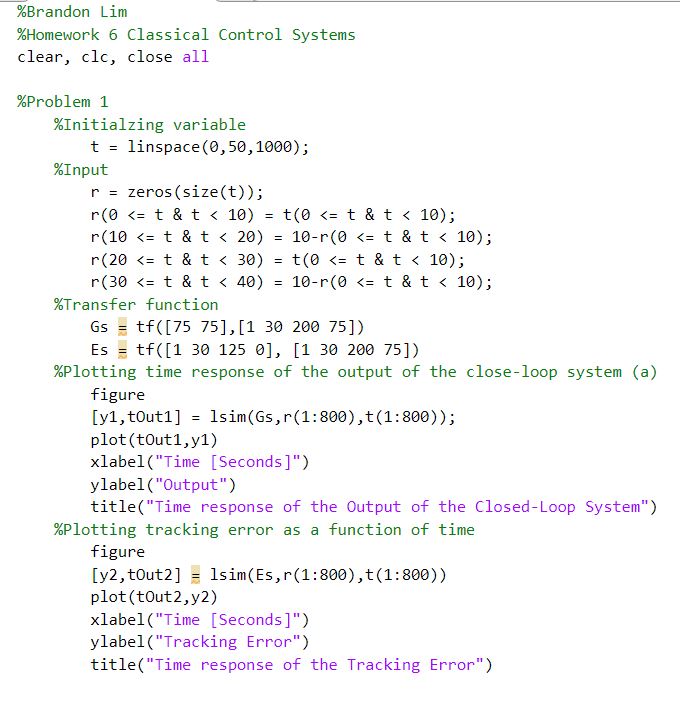 %Brandon Lim
%Homework 6 Classical Control Systems
clear, clc, close all
%Problem 1
%Initialzing variable
t = linspace(0,50,1000);
%Input
r = zeros(size(t));
r(0 <= t & t < 10) = t(0 <= t & t < 10);
r(10 <= t & t < 20) = 10-r(0 <= t & t < 10);
r(20 <= t & t < 30) = t(0 <= t & t < 10);
r(30 <= t & t < 40) = 10-r(0 <= t & t < 10);
%Transfer function
Gs = tf([75 75],[1 30 200 75])
Es = tf([1 30 125 0], [1 30 200 75])
%Plotting time response of the output of the close-loop system (a)
figure
[y1,tOut1] = lsim(Gs,r(1:800),t(1:800));
plot(tOut1,y1)
xlabel("Time [Seconds]")
ylabel("Output")
title("Time response of the Output of the Closed-Loop System")
%Plotting tracking error as a function of time
figure
[y2,tOut2] = lsim(Es,r(1:800),t(1:800))
plot(tOut2,y2)
xlabel("Time [Seconds]")
ylabel("Tracking Error")
title("Time response of the Tracking Error")